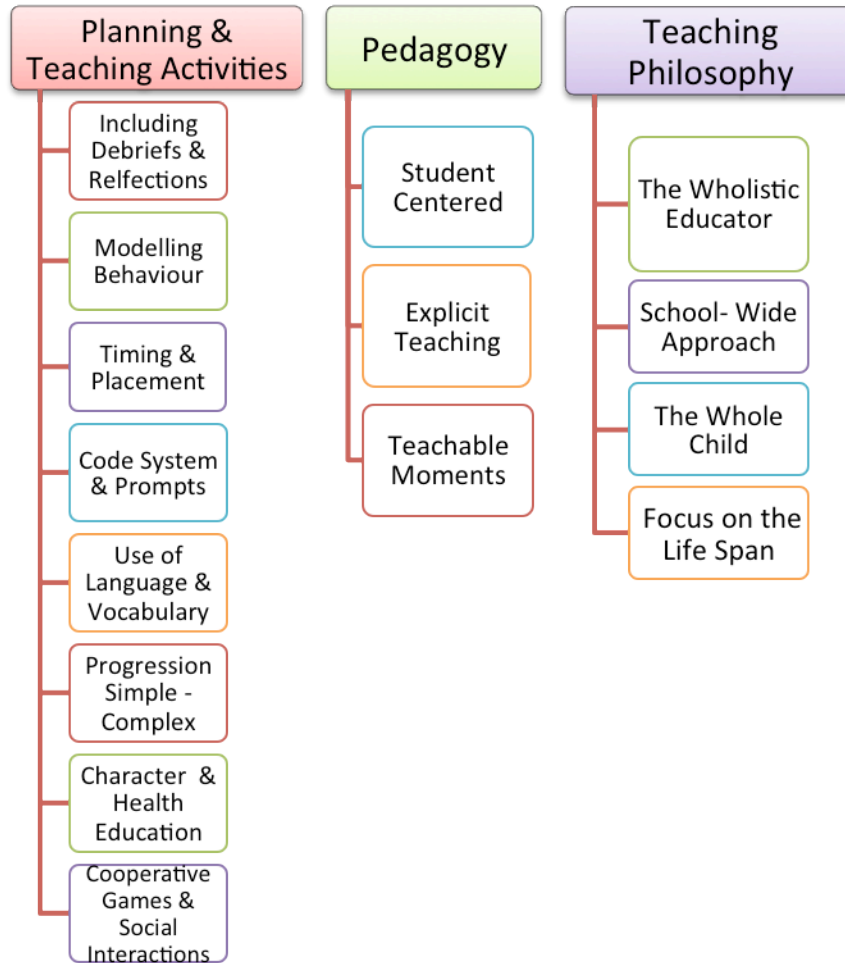 Planning &
Teaching Activities
Including
Debriefs &
Relfections
Modelling
Behaviour
Timing &
Placement
Code System
& Prompts
Use of
Language &
Vocabulary
Progression
Simple -
Complex
Character &
Health
Education
Cooperative
Games &
Social
Interactions
Pedagogy
Student
Centered
Explicit
Teaching
Teachable
Moments
Teaching
Philosophy
The Wholistic
Educator
School- Wide
Approach
The Whole
Child
Focus on the
Life Span